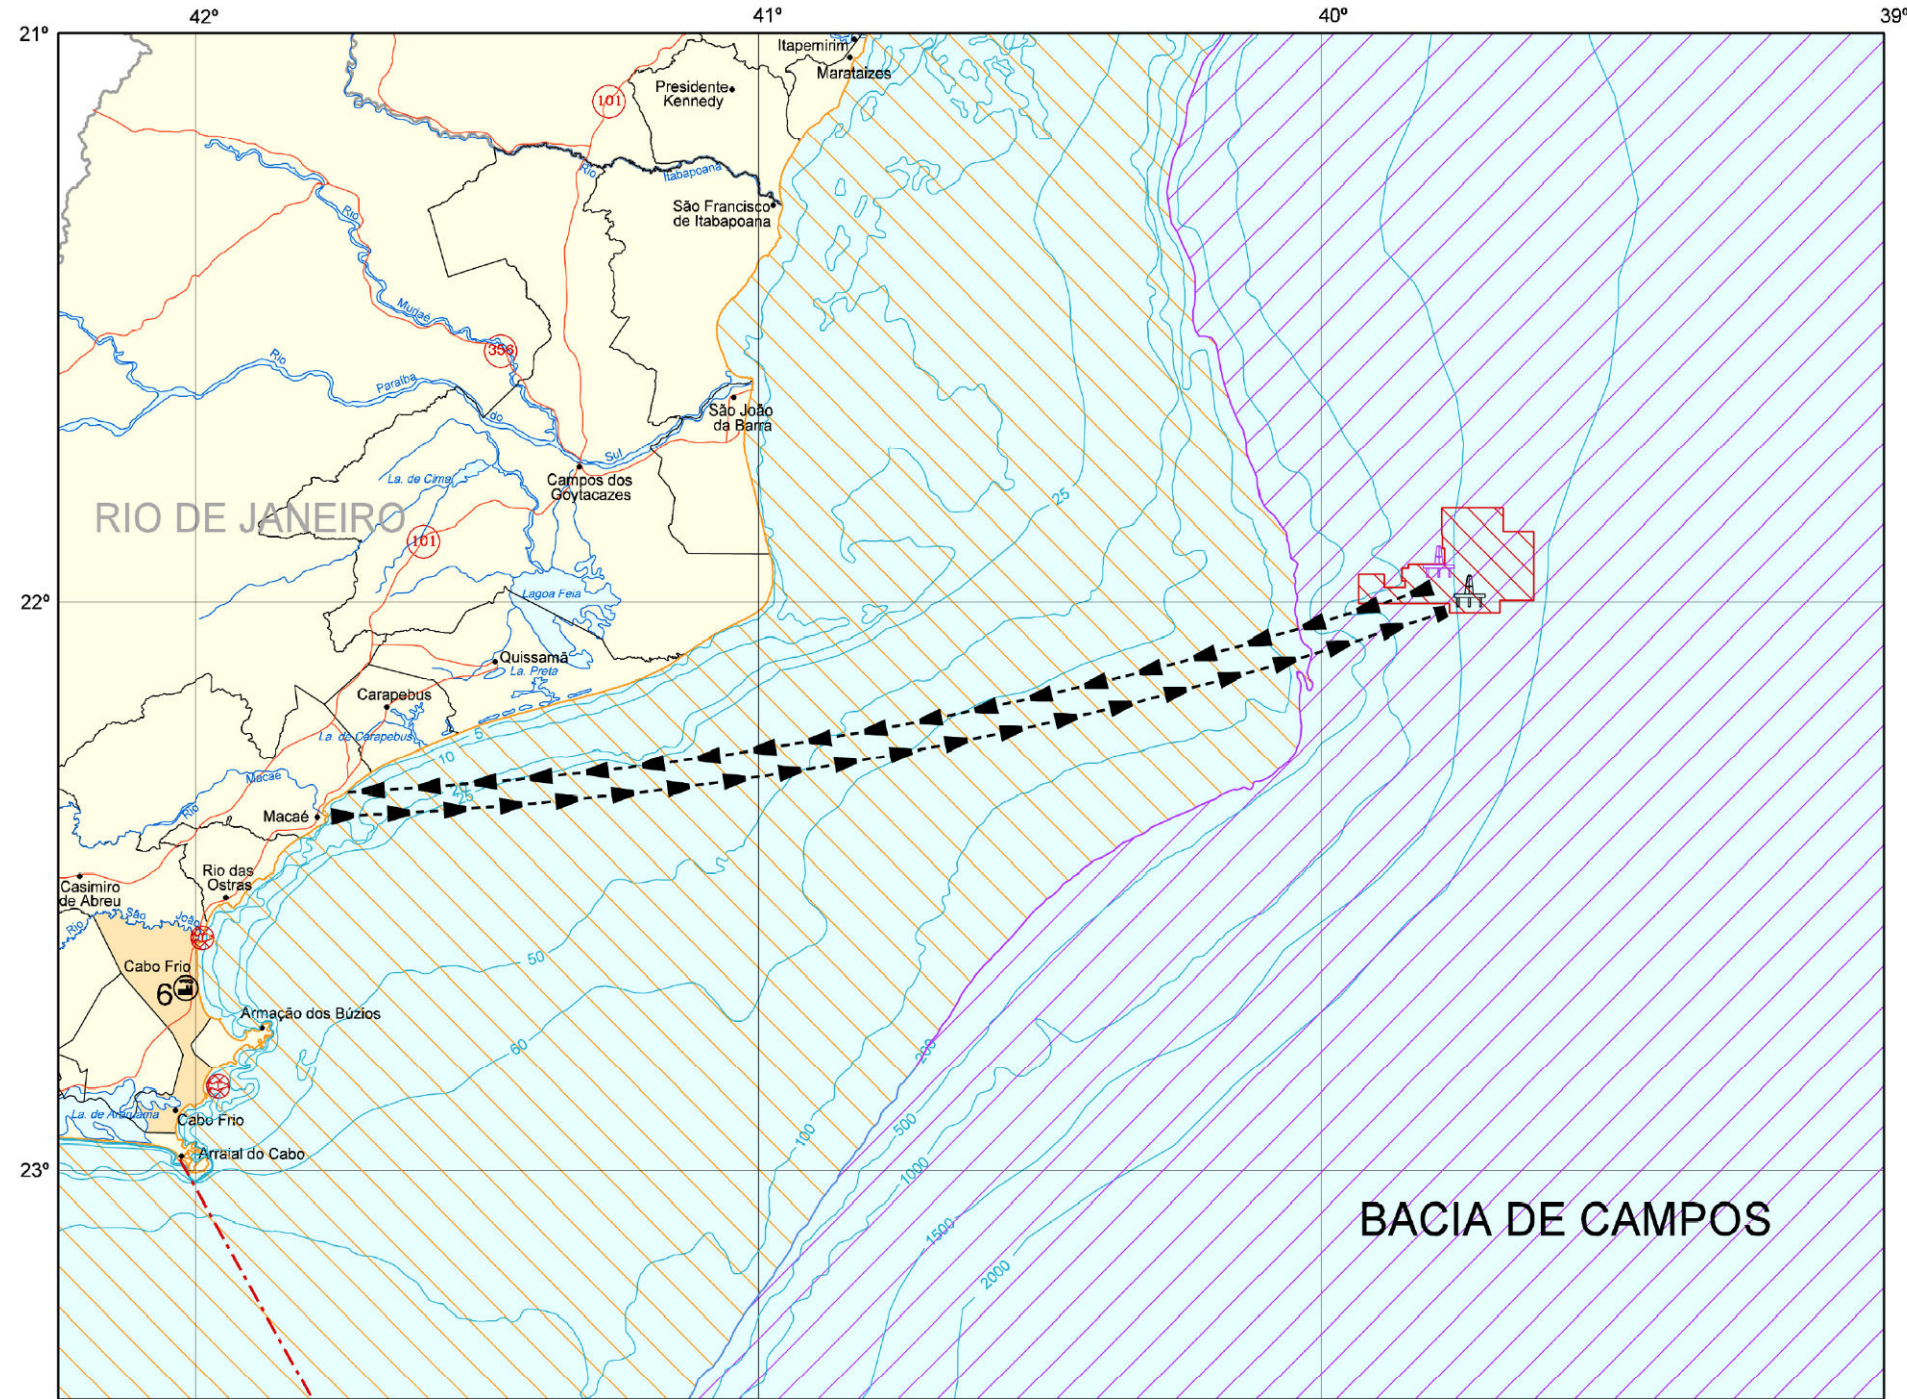 42º
41º
40º
39º
21º
Itapemirim
Marataizes
Presidente
Kennedy
101
Rio
Itabapoana
São Francisco
de Itabapoana
Rio
Muriaé
356
Rio
Paraíba
do
Sul
São João
da Barra
La. de Cima
Campos dos
Goytacazes
25
RIO DE JANEIRO
101
22º
Lagoa Feia
Quissamã
La. Preta
Carapebus
La. de Carapebus
5
10
25
Macaé
Rio
Macaé
Rio das
Ostras
Casimiro
de Abreu
Rio
São
João
50
Cabo Frio
6
Armação dos Búzios
60
200
La. de Araruama
Cabo Frio
100
500
Arraial do Cabo
1000
23º
BACIA DE CAMPOS
1500
2000